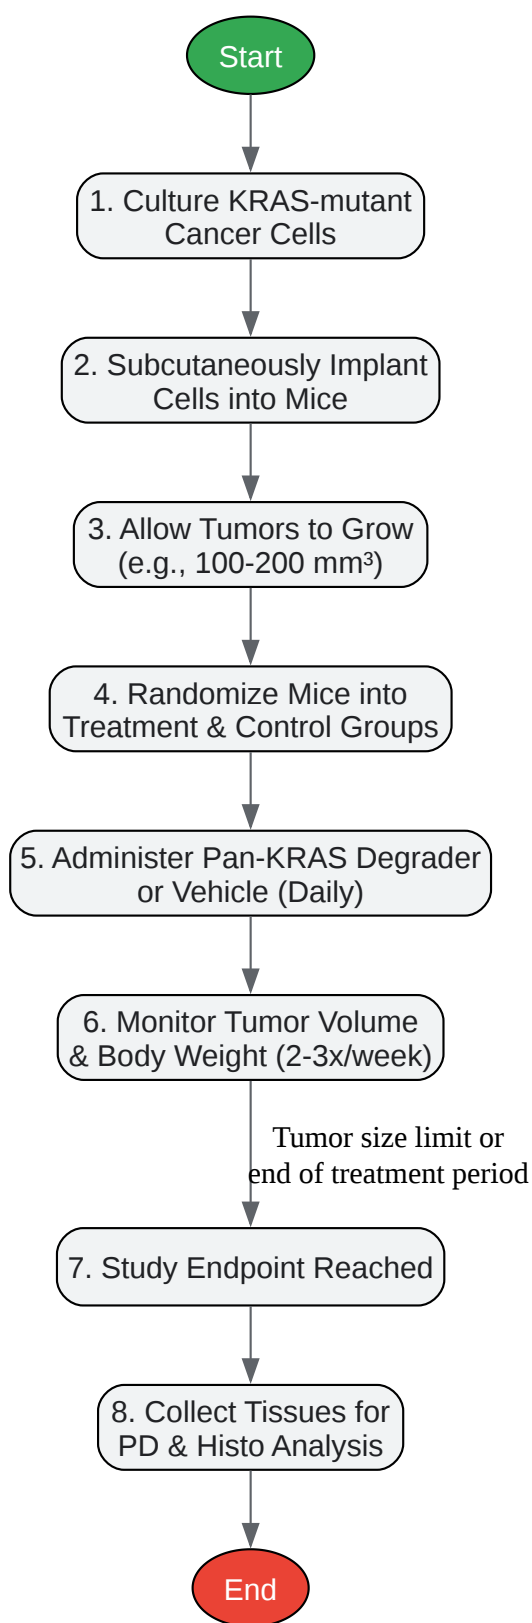 Start
1. Culture KRAS-mutant
Cancer Cells
2. Subcutaneously Implant
Cells into Mice
3. Allow Tumors to Grow
(e.g., 100-200 mm³)
4. Randomize Mice into
Treatment & Control Groups
5. Administer Pan-KRAS Degrader
or Vehicle (Daily)
6. Monitor Tumor Volume
& Body Weight (2-3x/week)
Tumor size limit or
end of treatment period
7. Study Endpoint Reached
8. Collect Tissues for
PD & Histo Analysis
End